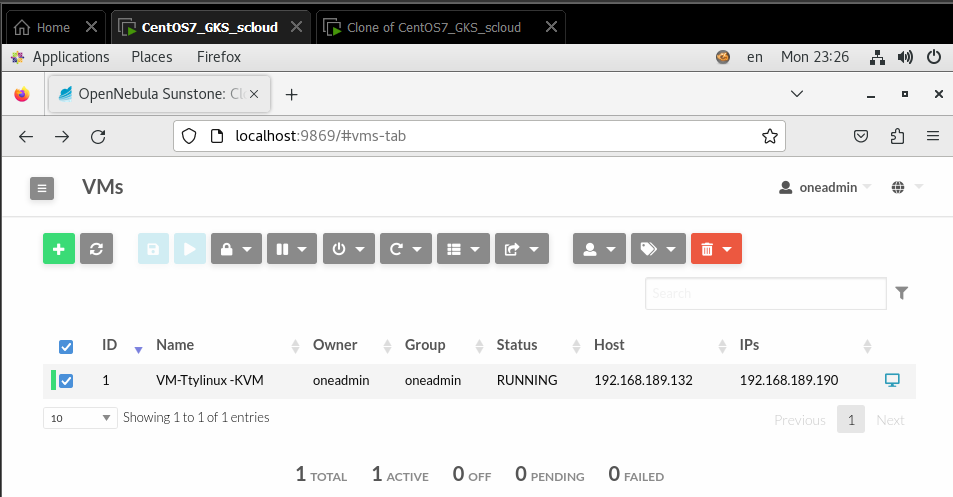 Home
CentOS7_GKS_scloud
Clone of CentOS7_GKS_scloud
Applications Places Firefox en Mon 23:26
OpenNebula Sunstone: Clo
localhost:9869/#vms-tab
VMs oneadmin
Search
ID Name Owner Group Status Host IPs
1 VM-Ttylinux -KVM oneadmin oneadmin RUNNING 192.168.189.132 192.168.189.190
10 Showing 1 to 1 of 1 entries Previous 1 Next
1 TOTAL 1 ACTIVE 0 OFF 0 PENDING 0 FAILED